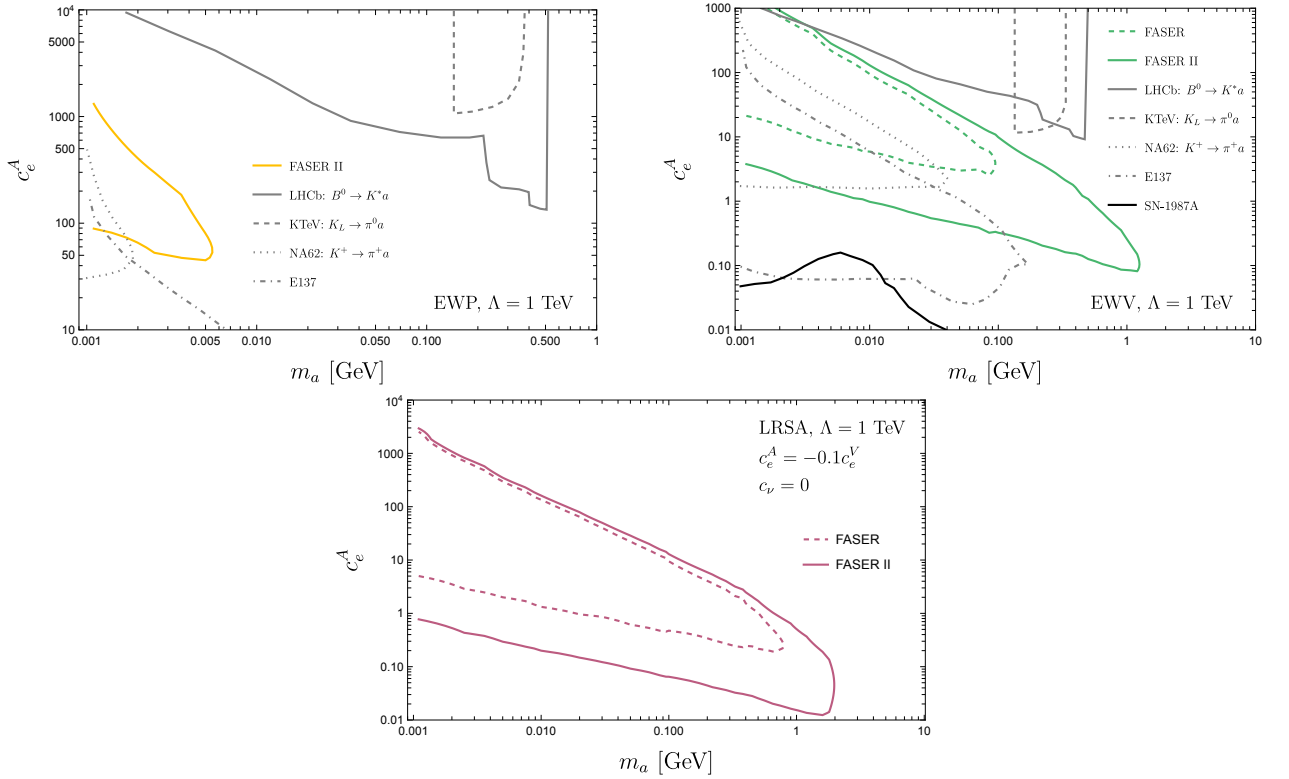 10^4
5000
1000
500
100
50
10
0.001
0.005
0.010
0.050
0.100
0.500
1
c_e^A
m_a [GeV]
FASER II
LHCb: B^0 → K^*a
KTeV: K_L → π^0a
NA62: K^+ → π^+a
E137
EWP, Λ = 1 TeV
1000
100
10
1
0.10
0.01
0.001
0.010
0.100
1
10
c_e^A
m_a [GeV]
FASER
FASER II
LHCb: B^0 → K^*a
KTeV: K_L → π^0a
NA62: K^+ → π^+a
E137
SN-1987A
EWV, Λ = 1 TeV
10^4
1000
100
10
1
0.10
0.01
0.001
0.010
0.100
1
10
c_e^A
m_a [GeV]
LRSA, Λ = 1 TeV
c_e^A = −0.1c_e^V
c_ν = 0
FASER
FASER II